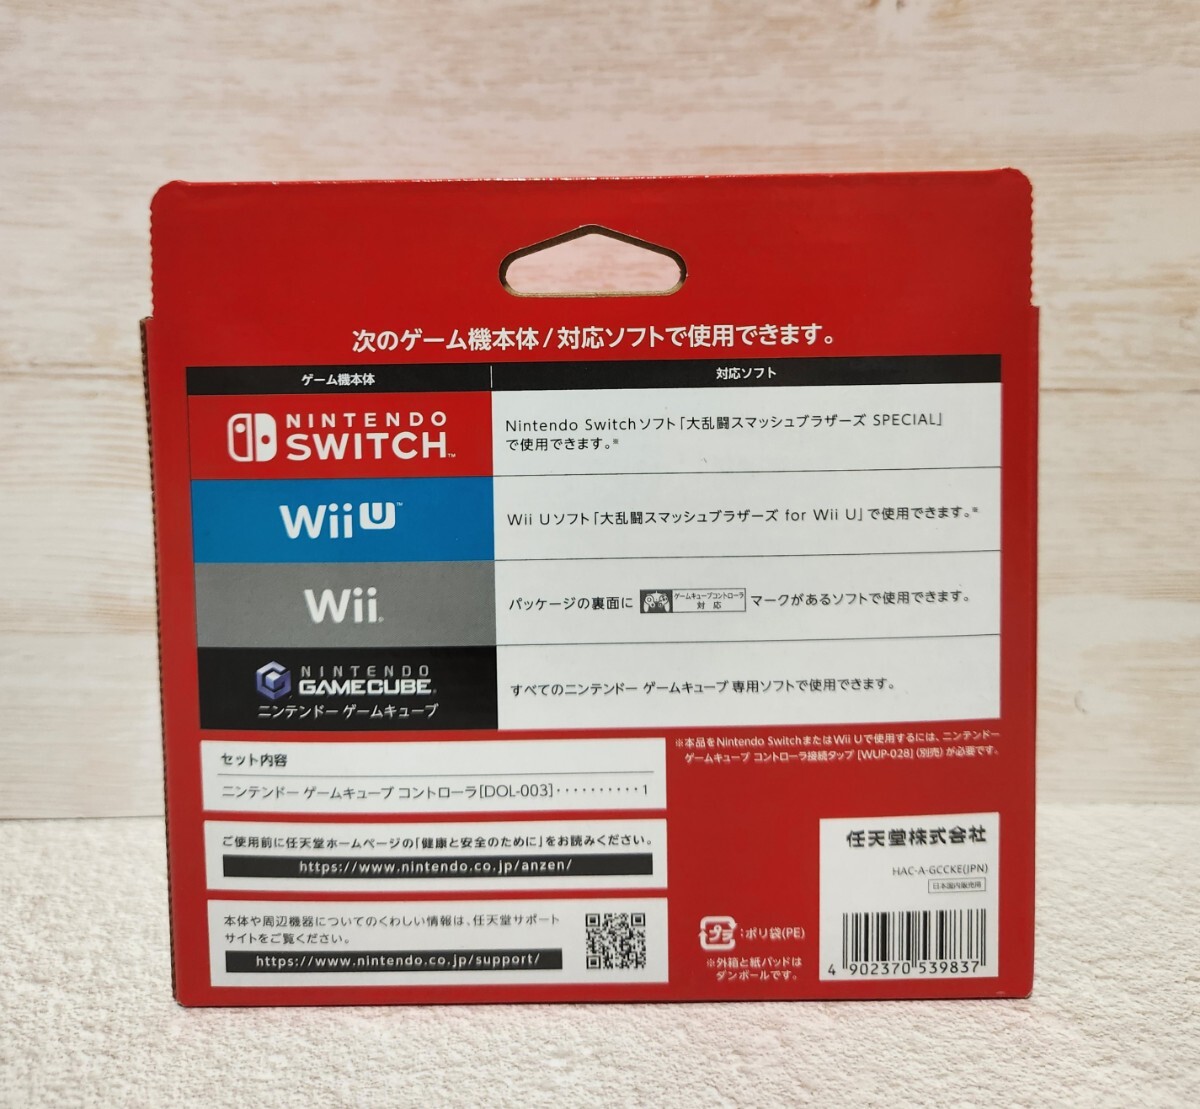 次のゲーム機本体/対応ソフトで使用できます。
ゲーム機本体
対応ソフト
NINTENDO
SWITCH™
Nintendo Switchソフト「大乱闘スマッシュブラザーズ SPECIAL」
で使用できます。※
Wii U™
Wii Uソフト「大乱闘スマッシュブラザーズ for Wii U」で使用できます。※
Wii®
パッケージの裏面に ゲームキューブコントローラ 対応 マークがあるソフトで使用できます。
NINTENDO
GAMECUBE®
ニンテンドー ゲームキューブ
すべてのニンテンドー ゲームキューブ 専用ソフトで使用できます。
※本品をNintendo SwitchまたはWii Uで使用するには、ニンテンドー
ゲームキューブ コントローラ接続タップ [WUP-028] (別売) が必要です。
セット内容
ニンテンドー ゲームキューブ コントローラ[DOL-003]··········1
ご使用前に任天堂ホームページの「健康と安全のために」をお読みください。
https://www.nintendo.co.jp/anzen/
本体や周辺機器についてのくわしい情報は、任天堂サポート
サイトをご覧ください。
https://www.nintendo.co.jp/support/
プラ :ポリ袋(PE)
※外箱と紙パッドは
ダンボールです。
任天堂株式会社
HAC-A-GCCKE(JPN)
日本国内販売用
4 902370 539837